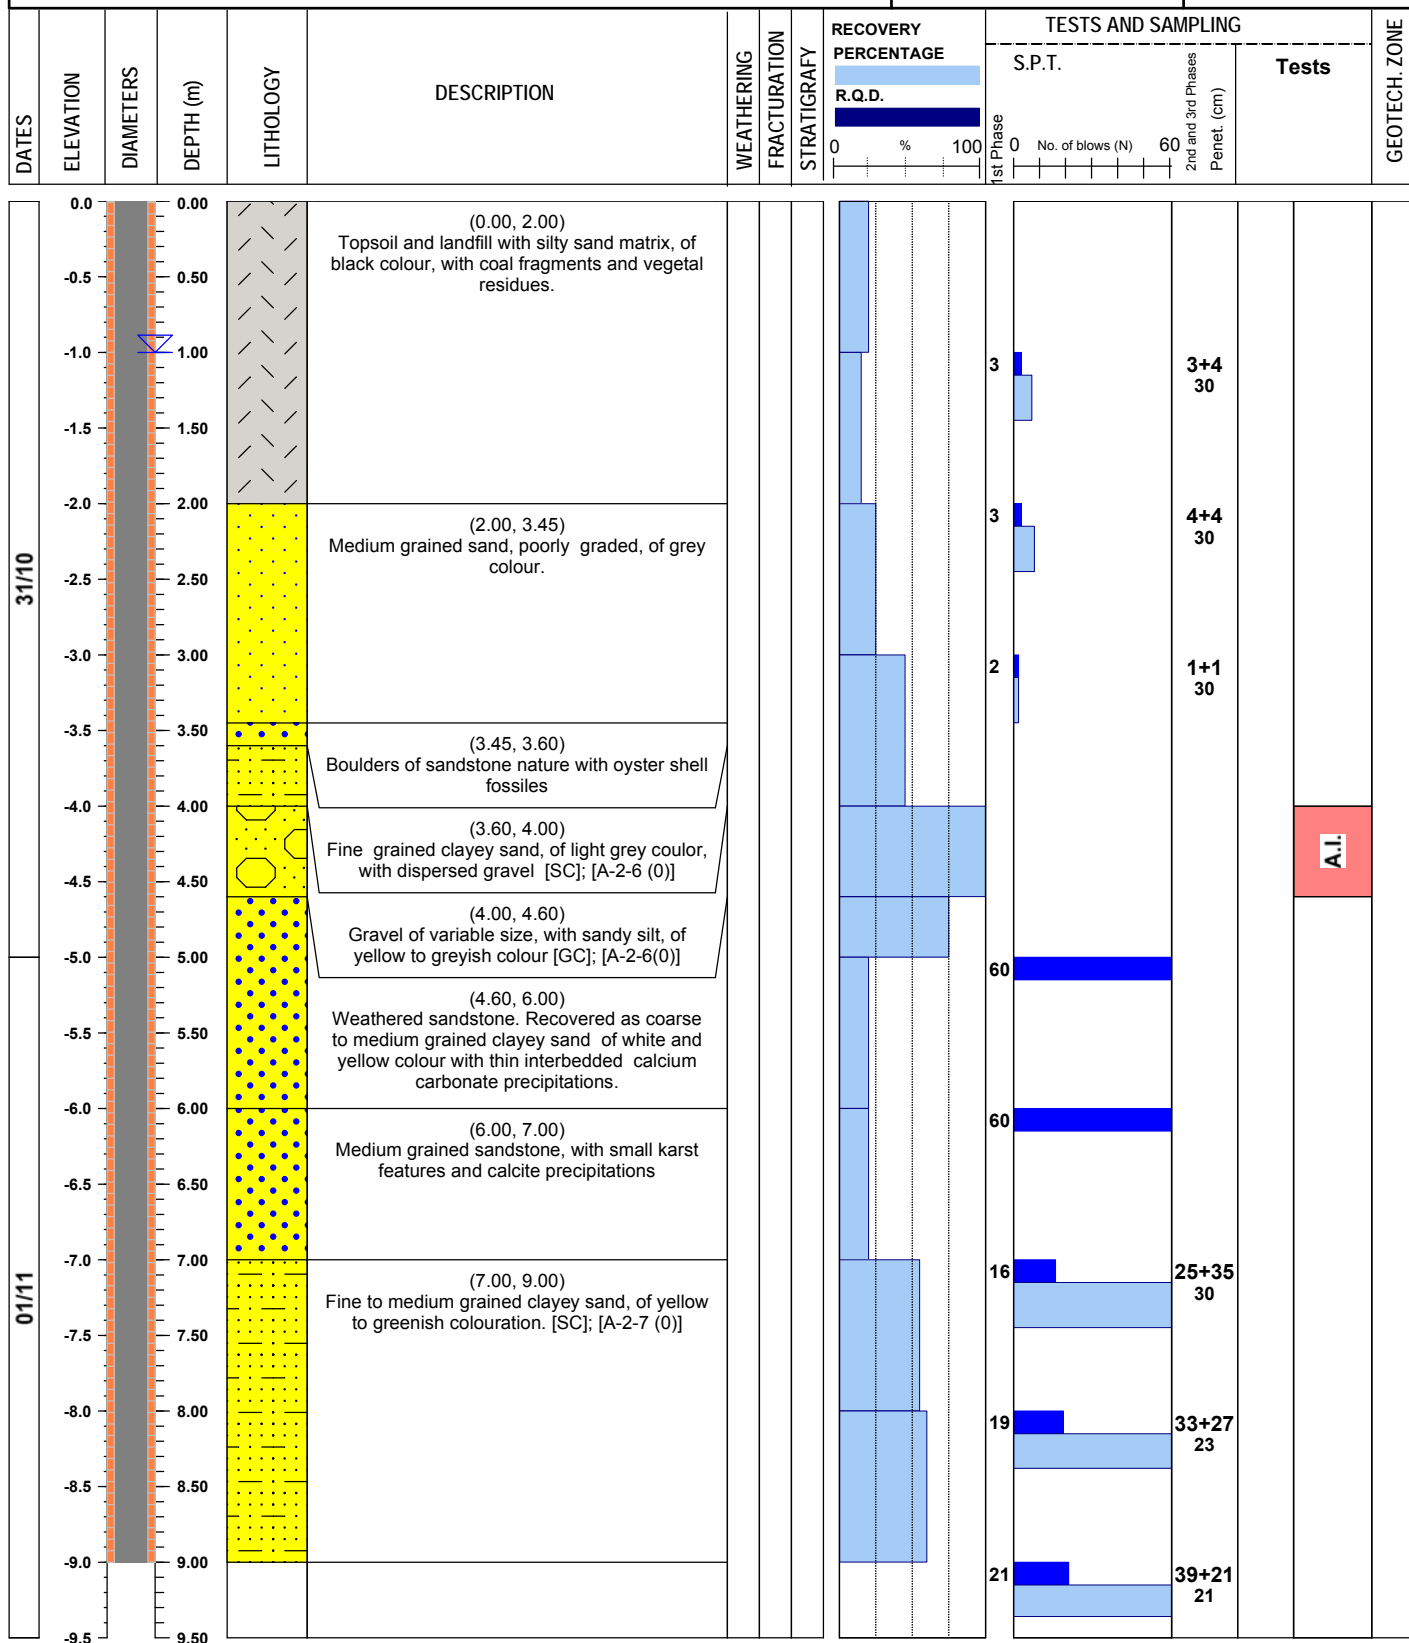 DATES
ELEVATION
DIAMETERS
DEPTH (m)
LITHOLOGY
DESCRIPTION
WEATHERING
FRACTURATION
STRATIGRAFY
RECOVERY
PERCENTAGE
R.Q.D.
0 % 100
TESTS AND SAMPLING
1st Phase
S.P.T.
0 No. of blows (N) 60
2nd and 3rd Phases
Penet. (cm)
Tests
GEOTECH. ZONE
31/10
01/11
0.0 0.00
-0.5 0.50
-1.0 1.00
-1.5 1.50
-2.0 2.00
-2.5 2.50
-3.0 3.00
-3.5 3.50
-4.0 4.00
-4.5 4.50
-5.0 5.00
-5.5 5.50
-6.0 6.00
-6.5 6.50
-7.0 7.00
-7.5 7.50
-8.0 8.00
-8.5 8.50
-9.0 9.00
-9.5 9.50
(0.00, 2.00)
Topsoil and landfill with silty sand matrix, of
black colour, with coal fragments and vegetal
residues.
(2.00, 3.45)
Medium grained sand, poorly graded, of grey
colour.
(3.45, 3.60)
Boulders of sandstone nature with oyster shell
fossiles
(3.60, 4.00)
Fine grained clayey sand, of light grey coulor,
with dispersed gravel [SC]; [A-2-6 (0)]
(4.00, 4.60)
Gravel of variable size, with sandy silt, of
yellow to greyish colour [GC]; [A-2-6(0)]
(4.60, 6.00)
Weathered sandstone. Recovered as coarse
to medium grained clayey sand of white and
yellow colour with thin interbedded calcium
carbonate precipitations.
(6.00, 7.00)
Medium grained sandstone, with small karst
features and calcite precipitations
(7.00, 9.00)
Fine to medium grained clayey sand, of yellow
to greenish colouration. [SC]; [A-2-7 (0)]
3 3+4
30
3 4+4
30
2 1+1
30
A.I.
60
60
16 25+35
30
19 33+27
23
21 39+21
21